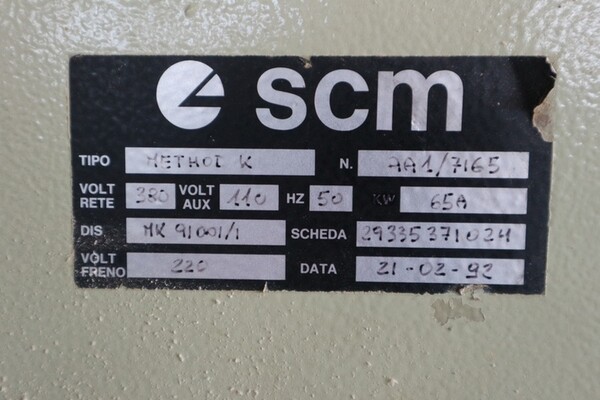 scm
TIPO METHOD K N. AA1/7165
VOLT RETE 380 VOLT AUX 110 HZ 50 KW 65A
DIS MK 91001/1 SCHEDA 29335371024
VOLT FRENO 220 DATA 21-02-92